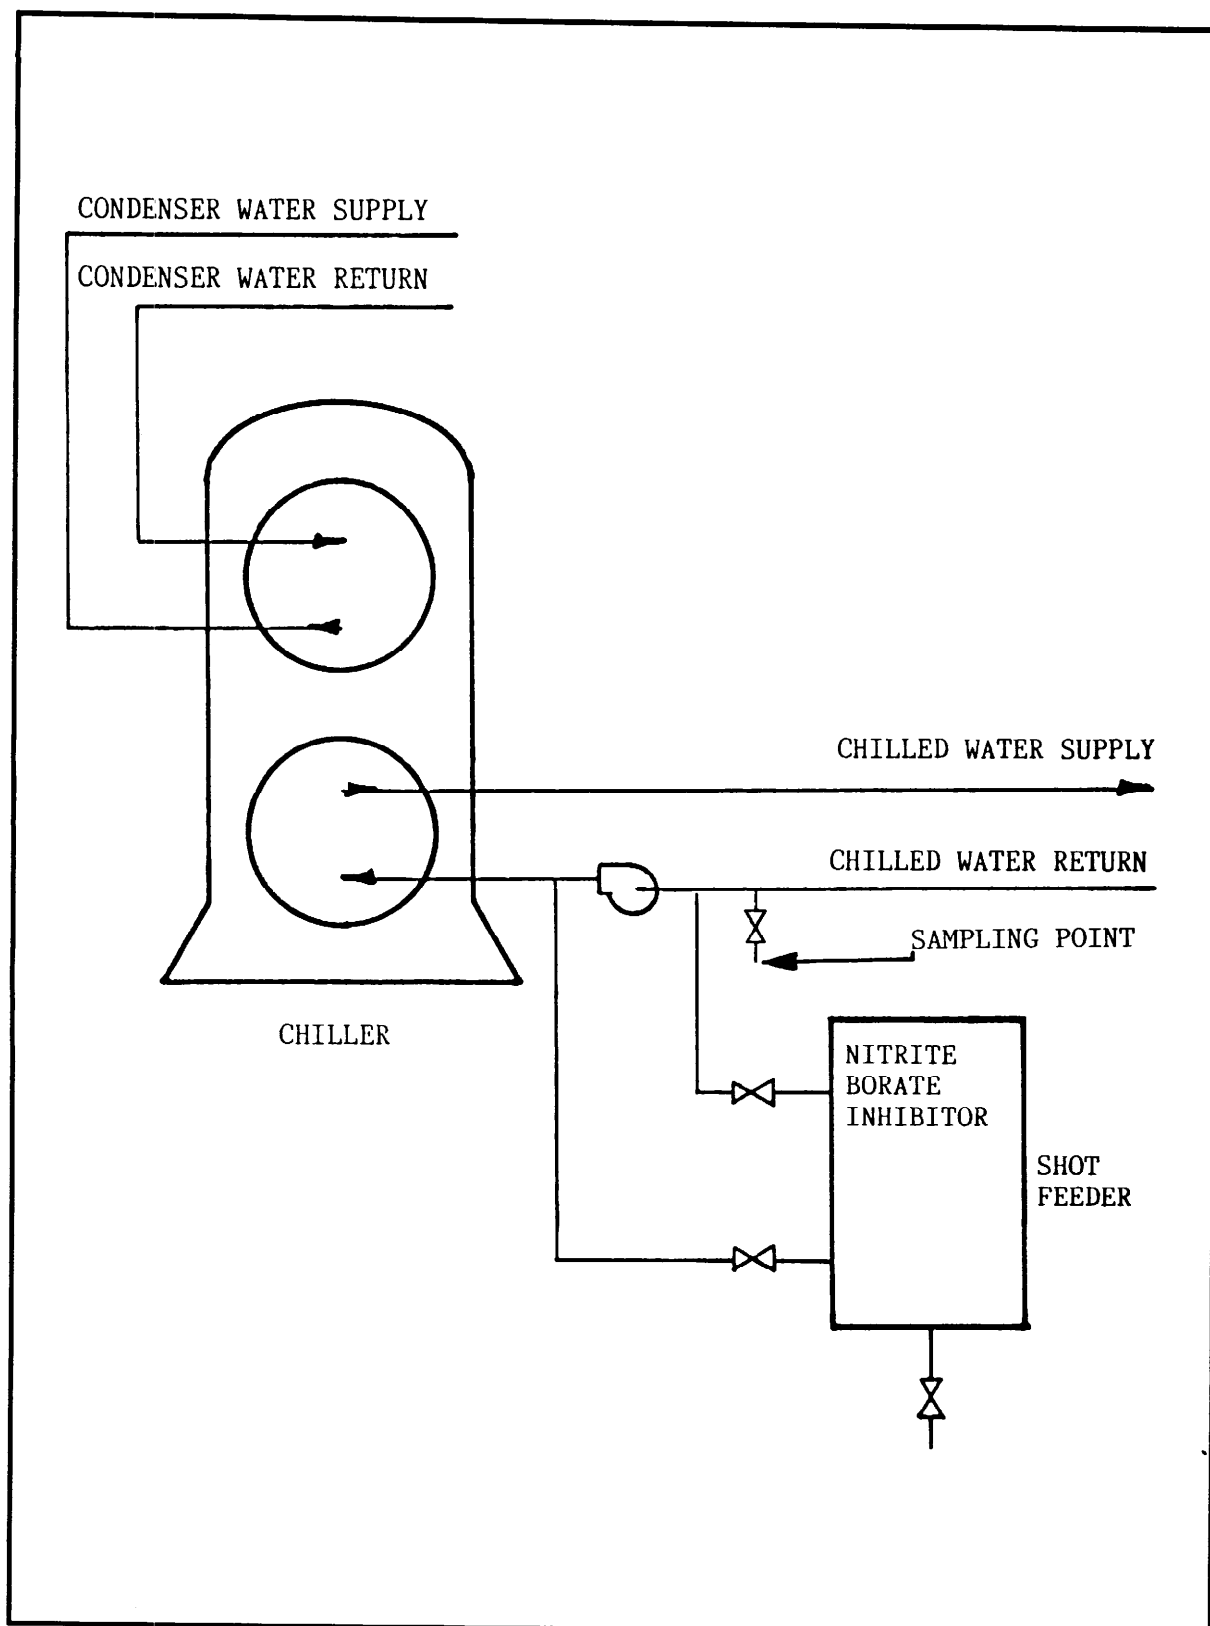 CONDENSER WATER SUPPLY
CONDENSER WATER RETURN
CHILLED WATER SUPPLY
CHILLED WATER RETURN
SAMPLING POINT
CHILLER
NITRITE
BORATE
INHIBITOR
SHOT
FEEDER